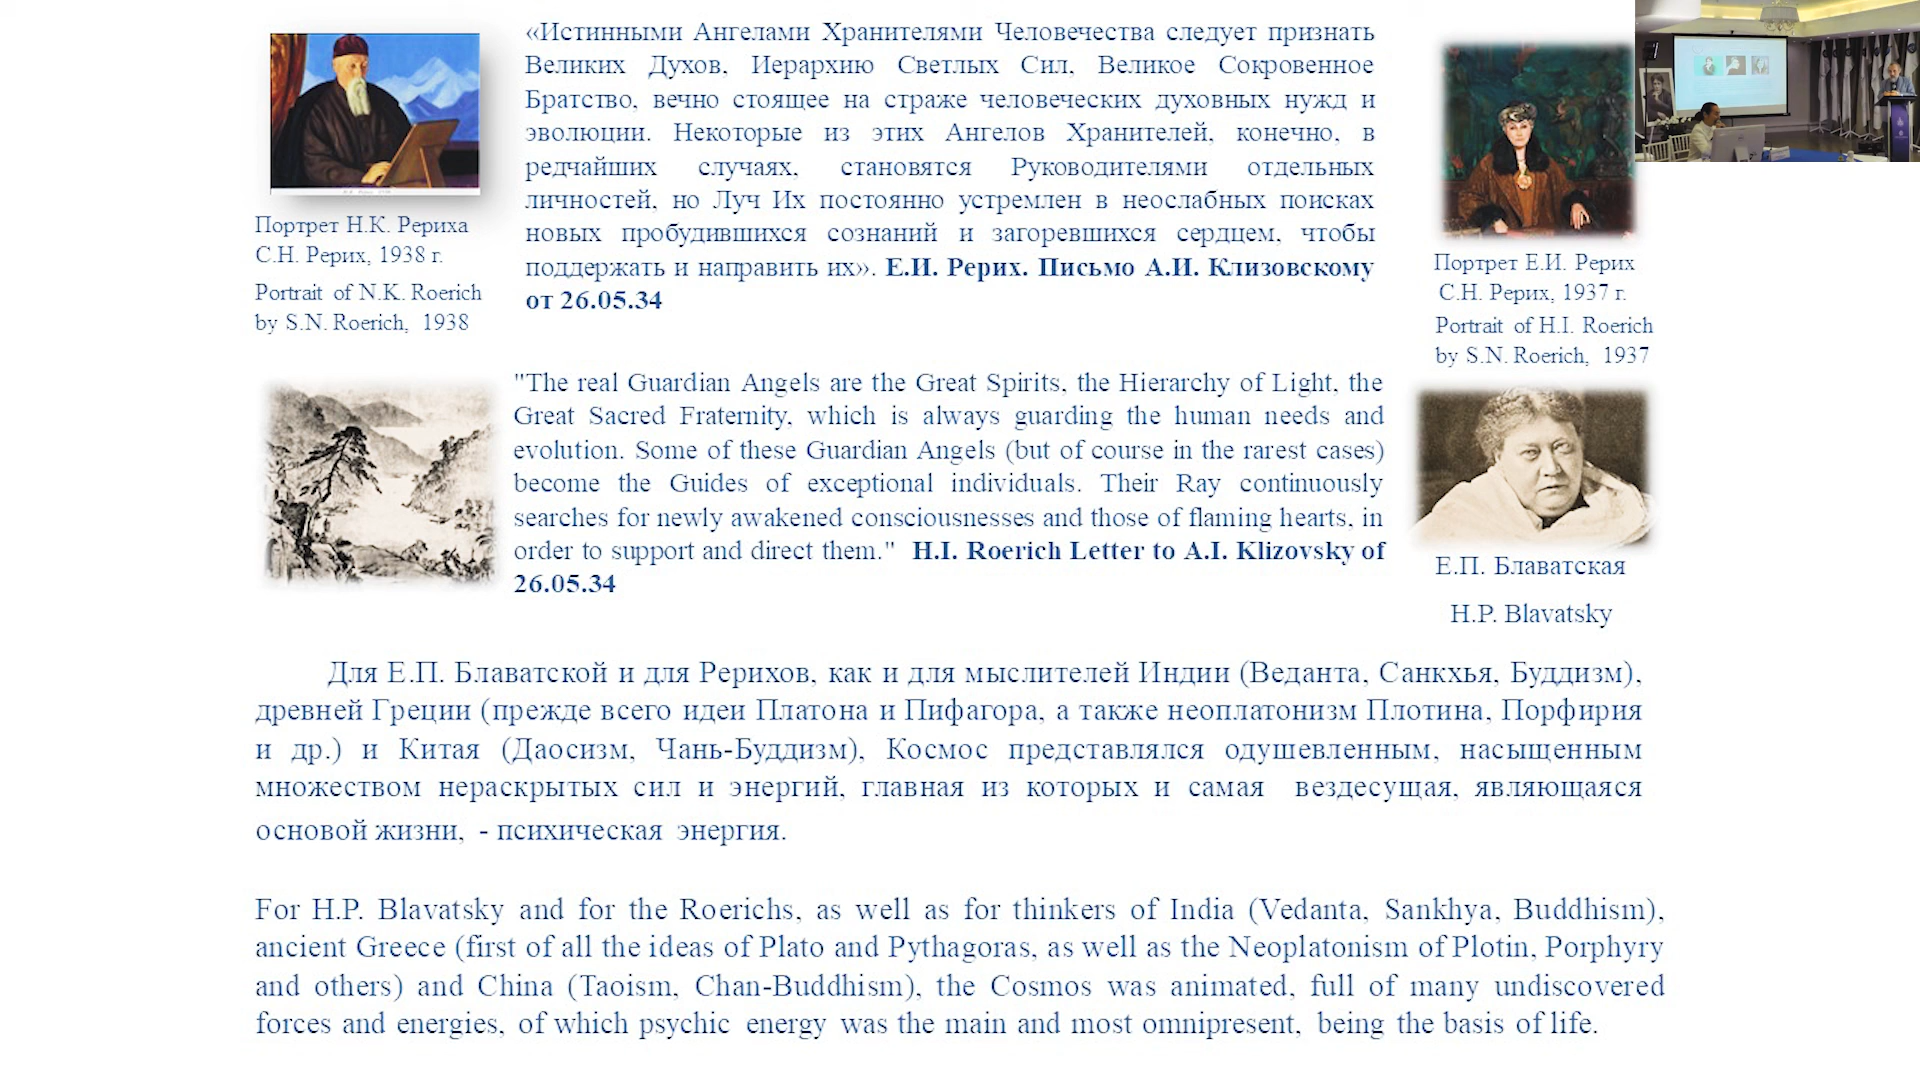 «Истинными Ангелами Хранителями Человечества следует признать
Великих Духов, Иерархию Светлых Сил, Великое Сокровенное
Братство, вечно стоящее на страже человеческих духовных нужд и
эволюции. Некоторые из этих Ангелов Хранителей, конечно, в
редчайших случаях, становятся Руководителями отдельных
личностей, но Луч Их постоянно устремлен в неослабных поисках
новых пробудившихся сознаний и загоревшихся сердцем, чтобы
поддержать и направить их». Е.И. Рерих. Письмо А.И. Клизовскому
от 26.05.34
Портрет Н.К. Рериха
С.Н. Рерих, 1938 г.
Portrait of N.K. Roerich
by S.N. Roerich, 1938
Портрет Е.И. Рерих
С.Н. Рерих, 1937 г.
Portrait of H.I. Roerich
by S.N. Roerich, 1937
"The real Guardian Angels are the Great Spirits, the Hierarchy of Light, the
Great Sacred Fraternity, which is always guarding the human needs and
evolution. Some of these Guardian Angels (but of course in the rarest cases)
become the Guides of exceptional individuals. Their Ray continuously
searches for newly awakened consciousnesses and those of flaming hearts, in
order to support and direct them." H.I. Roerich Letter to A.I. Klizovsky of
26.05.34
Е.П. Блаватская
H.P. Blavatsky
Для Е.П. Блаватской и для Рерихов, как и для мыслителей Индии (Веданта, Санкхья, Буддизм),
древней Греции (прежде всего идеи Платона и Пифагора, а также неоплатонизм Плотина, Порфирия
и др.) и Китая (Даосизм, Чань-Буддизм), Космос представлялся одушевленным, насыщенным
множеством нераскрытых сил и энергий, главная из которых и самая вездесущая, являющаяся
основой жизни, - психическая энергия.
For H.P. Blavatsky and for the Roerichs, as well as for thinkers of India (Vedanta, Sankhya, Buddhism),
ancient Greece (first of all the ideas of Plato and Pythagoras, as well as the Neoplatonism of Plotin, Porphyry
and others) and China (Taoism, Chan-Buddhism), the Cosmos was animated, full of many undiscovered
forces and energies, of which psychic energy was the main and most omnipresent, being the basis of life.